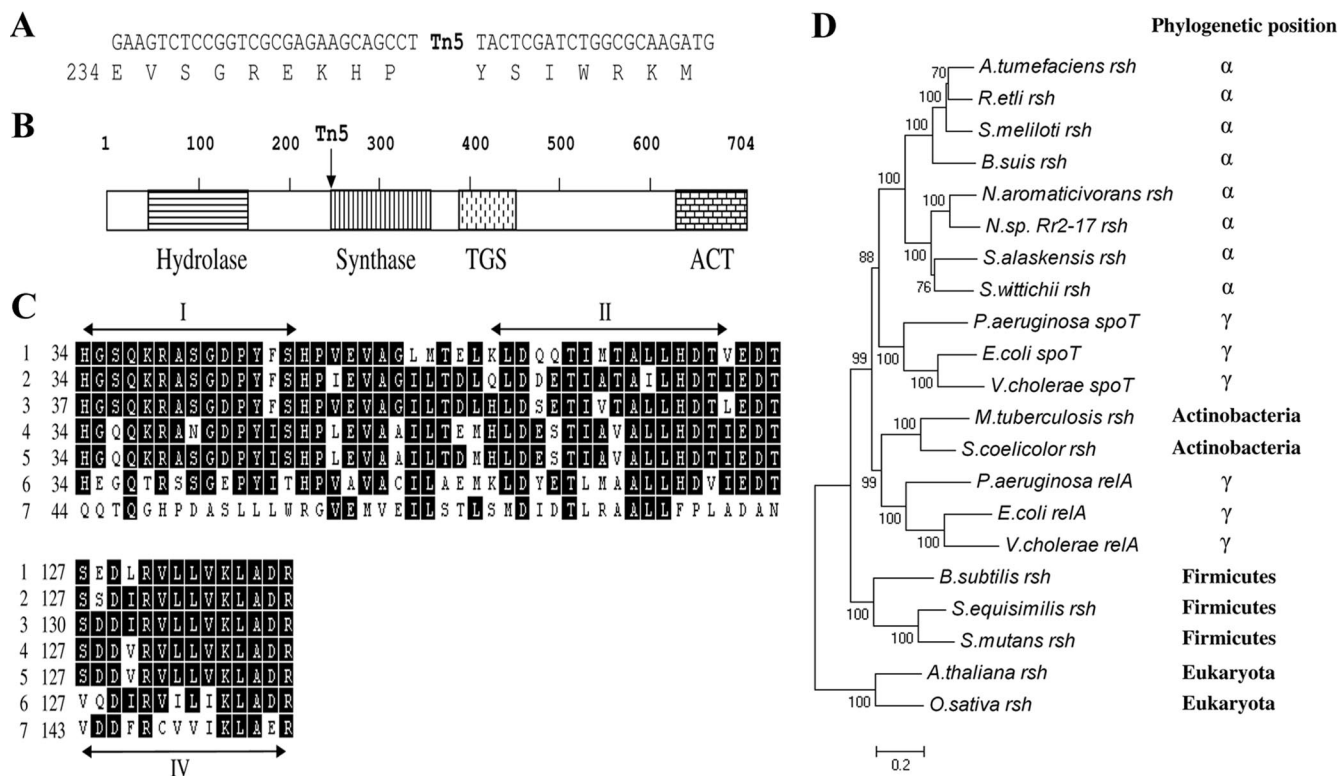 A
GAAGTCTCCGGTCGCGAGAAGCAGCCT Tn5 TACTCGATCTGGCGCAAGATG
234 E V S G R E K H P Y S I W R K M
B
Tn5
1 100 200 300 400 500 600 704
Hydrolase Synthase TGS ACT
C
I II
1 34 HGSQKRASGDPYFSHPVEVAGLMTELKLDQQTIMTALLHDTVEDT
2 34 HGSQKRASGDPYFSHPIEVAGILTDLQLDDETIATAILHDTIEDT
3 37 HGSQKRASGDPYFSHPVEVAGILTDLHLDSETIVTALLHDTLEDT
4 34 HGQQKRANGDPYISHPLEVAAILTEMHLDESTIAVALLHDTIEDT
5 34 HGQQKRASGDPYISHPLEVAAILTDMHLDESTIAVALLHDTIEDT
6 34 HEGQTRSSGEPYITHPVAVACILAEMKLDYETLMAALLHDVIEDT
7 44 QQTQGHPDASLLLWRGVEMVEILSTLSMDIDTLRAALLFPLADAN
1 127 SEDLRVLLVKLADR
2 127 SSDIRVLLVKLADR
3 130 SDDIRVLLVKLADR
4 127 SDDVRVLLVKLADR
5 127 SDDVRVLLVKLADR
6 127 VQDIRVILIKLADR
7 143 VDDFRCVVIKLAER
IV
D
Phylogenetic position
A.tumefaciens rsh α
R.etli rsh α
S.meliloti rsh α
B.suis rsh α
N.aromaticivorans rsh α
N.sp. Rr2-17 rsh α
S.alaskensis rsh α
S.wittichii rsh α
P.aeruginosa spoT γ
E.coli spoT γ
V.cholerae spoT γ
M.tuberculosis rsh Actinobacteria
S.coelicolor rsh Actinobacteria
P.aeruginosa relA γ
E.coli relA γ
V.cholerae relA γ
B.subtilis rsh Firmicutes
S.equisimilis rsh Firmicutes
S.mutans rsh Firmicutes
A.thaliana rsh Eukaryota
O.sativa rsh Eukaryota
70
100
100
100
100
100
76
88
100
100
99
100
99
100
100
100
100
100
0.2